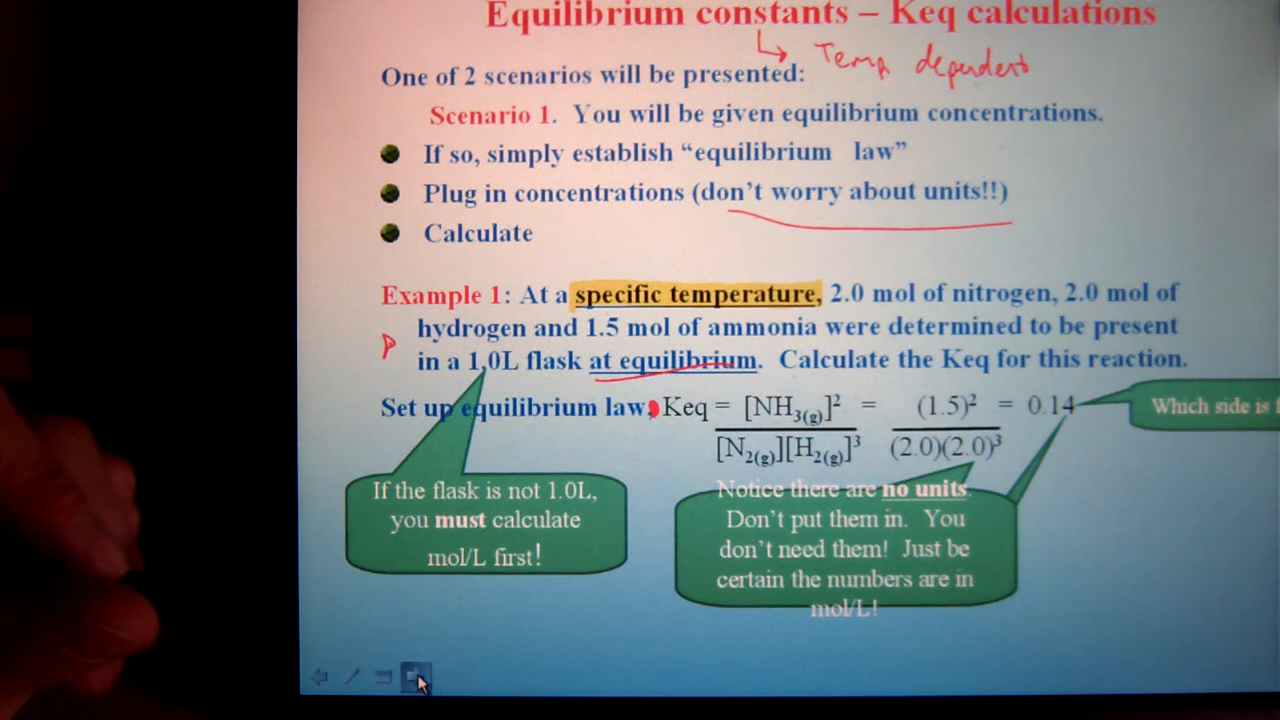 Equilibrium constants – Keq calculations
Temp dependent
One of 2 scenarios will be presented:
Scenario 1. You will be given equilibrium concentrations.
If so, simply establish “equilibrium law”
Plug in concentrations (don’t worry about units!!)
Calculate
Example 1: At a specific temperature, 2.0 mol of nitrogen, 2.0 mol of
hydrogen and 1.5 mol of ammonia were determined to be present
in a 1.0L flask at equilibrium. Calculate the Keq for this reaction.
Set up equilibrium law. Keq = [NH3(g)]² = (1.5)² = 0.14
[N2(g)][H2(g)]³ (2.0)(2.0)³
Which side is
If the flask is not 1.0L,
you must calculate
mol/L first!
Notice there are no units.
Don’t put them in. You
don’t need them! Just be
certain the numbers are in
mol/L!